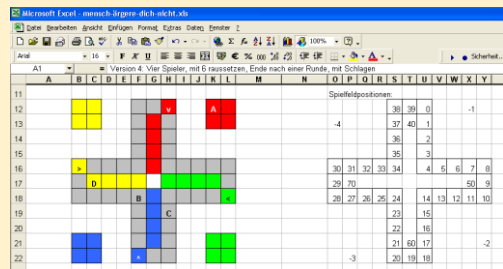 Microsoft Excel - mensch-ärgere-dich-nicht.xls
Datei Bearbeiten Ansicht Einfügen Format Extras Daten Fenster ?
100%
Arial 16 F K U € % 000 Sicherheit...
A1 = Version 4: Vier Spieler, mit 6 raussetzen, Ende nach einer Runde, mit Schlagen
A B C D E F G H I J K L M N O P Q R S T U V W X Y
11 Spielfeldpositionen:
12 v A 38 39 0 -1
13 -4 37 40 1
14 36 2
15 35 3
16 > 30 31 32 33 34 4 5 6 7 8
17 D 29 70 50 9
18 B < 28 27 26 25 24 14 13 12 11 10
19 C 23 15
20 22 16
21 21 60 17 -2
22 ^ -3 20 19 18